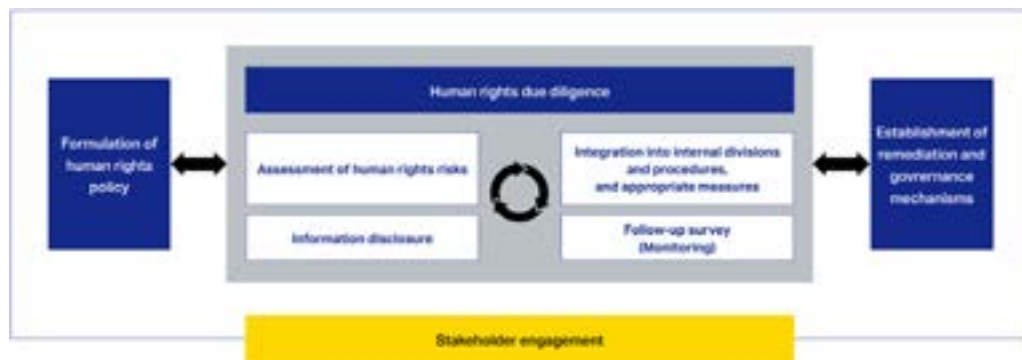 Human rights due diligence
Formulation of
human rights
policy
Assessment of human rights risks
Integration into internal divisions
and procedures,
and appropriate measures
Information disclosure
Follow-up survey
(Monitoring)
Establishment of
remediation and
governance
mechanisms
Stakeholder engagement